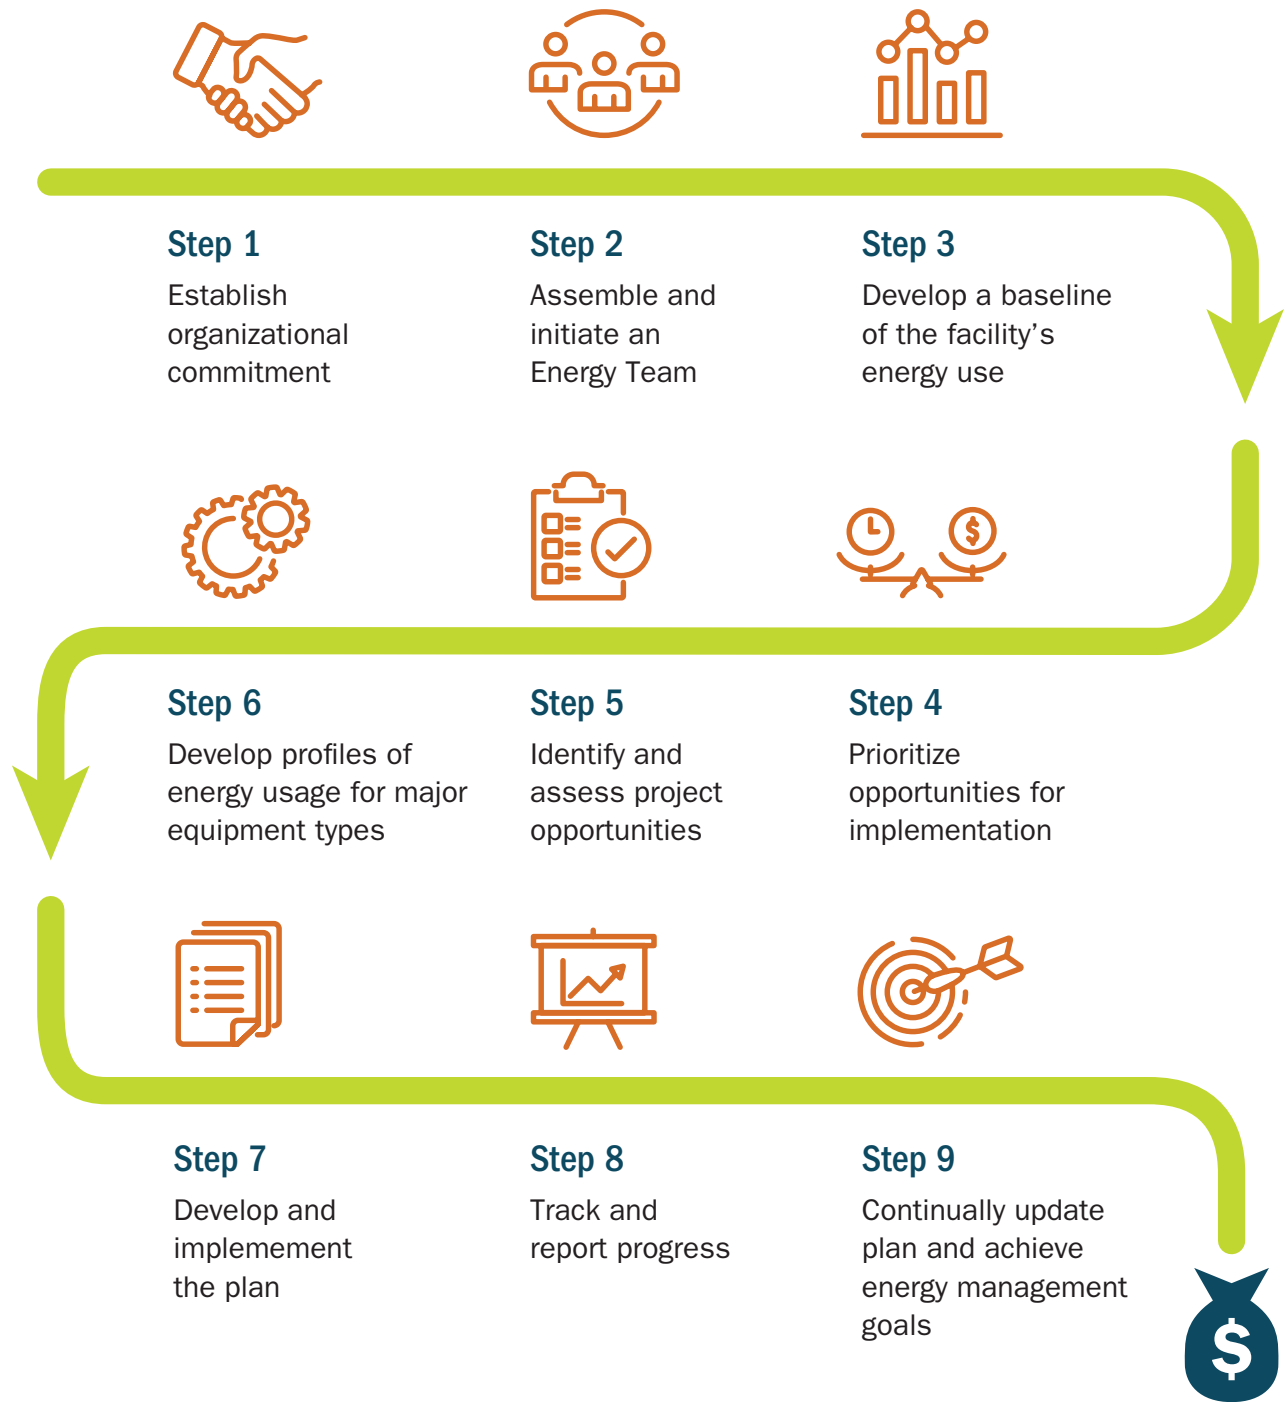 Step 1
Establish
organizational
commitment
Step 2
Assemble and
initiate an
Energy Team
Step 3
Develop a baseline
of the facility’s
energy use
$
Step 4
Prioritize
opportunities for
implementation
Step 5
Identify and
assess project
opportunities
Step 6
Develop profiles of
energy usage for major
equipment types
Step 7
Develop and
implemement
the plan
Step 8
Track and
report progress
Step 9
Continually update
plan and achieve
energy management
goals
$